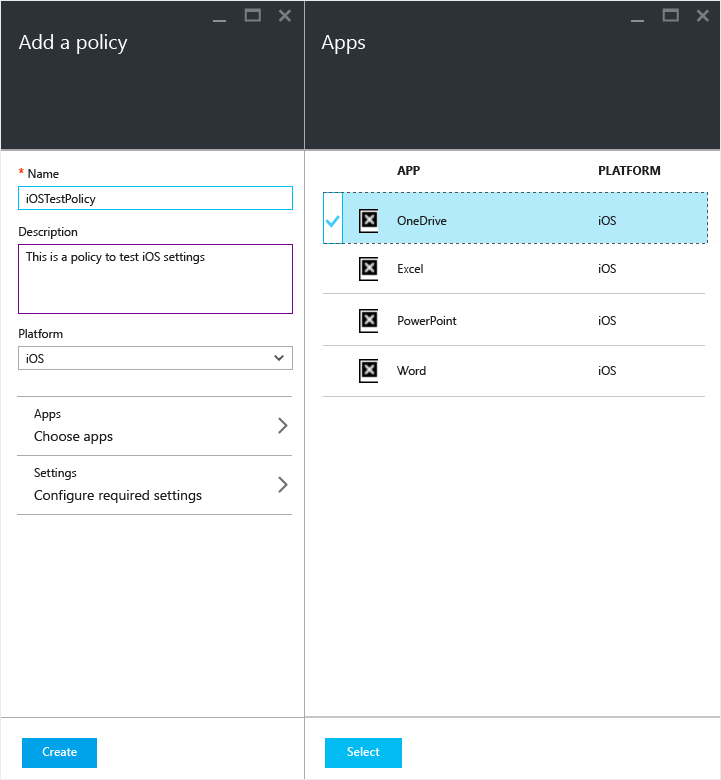 Add a policy
* Name
iOSTestPolicy
Description
This is a policy to test iOS settings
Platform
iOS
Apps
Choose apps
Settings
Configure required settings
Create
Apps
APP PLATFORM
OneDrive iOS
Excel iOS
PowerPoint iOS
Word iOS
Select